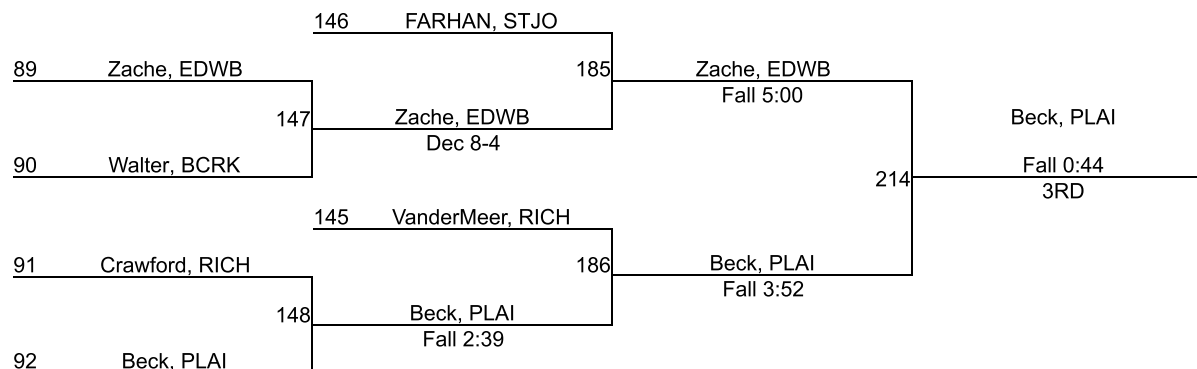 146 FARHAN, STJO
89 Zache, EDWB
185 Zache, EDWB
Fall 5:00
147 Zache, EDWB
Dec 8-4
Beck, PLAI
90 Walter, BCRK
Fall 0:44
214
3RD
145 VanderMeer, RICH
91 Crawford, RICH
186 Beck, PLAI
Fall 3:52
148 Beck, PLAI
Fall 2:39
92 Beck, PLAI